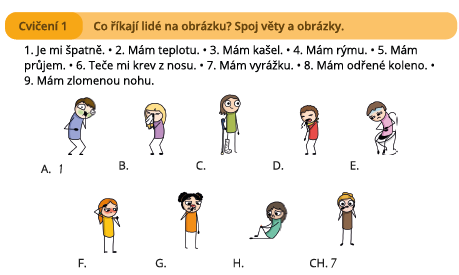 Cvičení 1 Co říkají lidé na obrázku? Spoj věty a obrázky.
1. Je mi špatně. • 2. Mám teplotu. • 3. Mám kašel. • 4. Mám rýmu. • 5. Mám
průjem. • 6. Teče mi krev z nosu. • 7. Mám vyrážku. • 8. Mám odřené koleno. •
9. Mám zlomenou nohu.
A. 1 B. C. D. E.
F. G. H. CH. 7